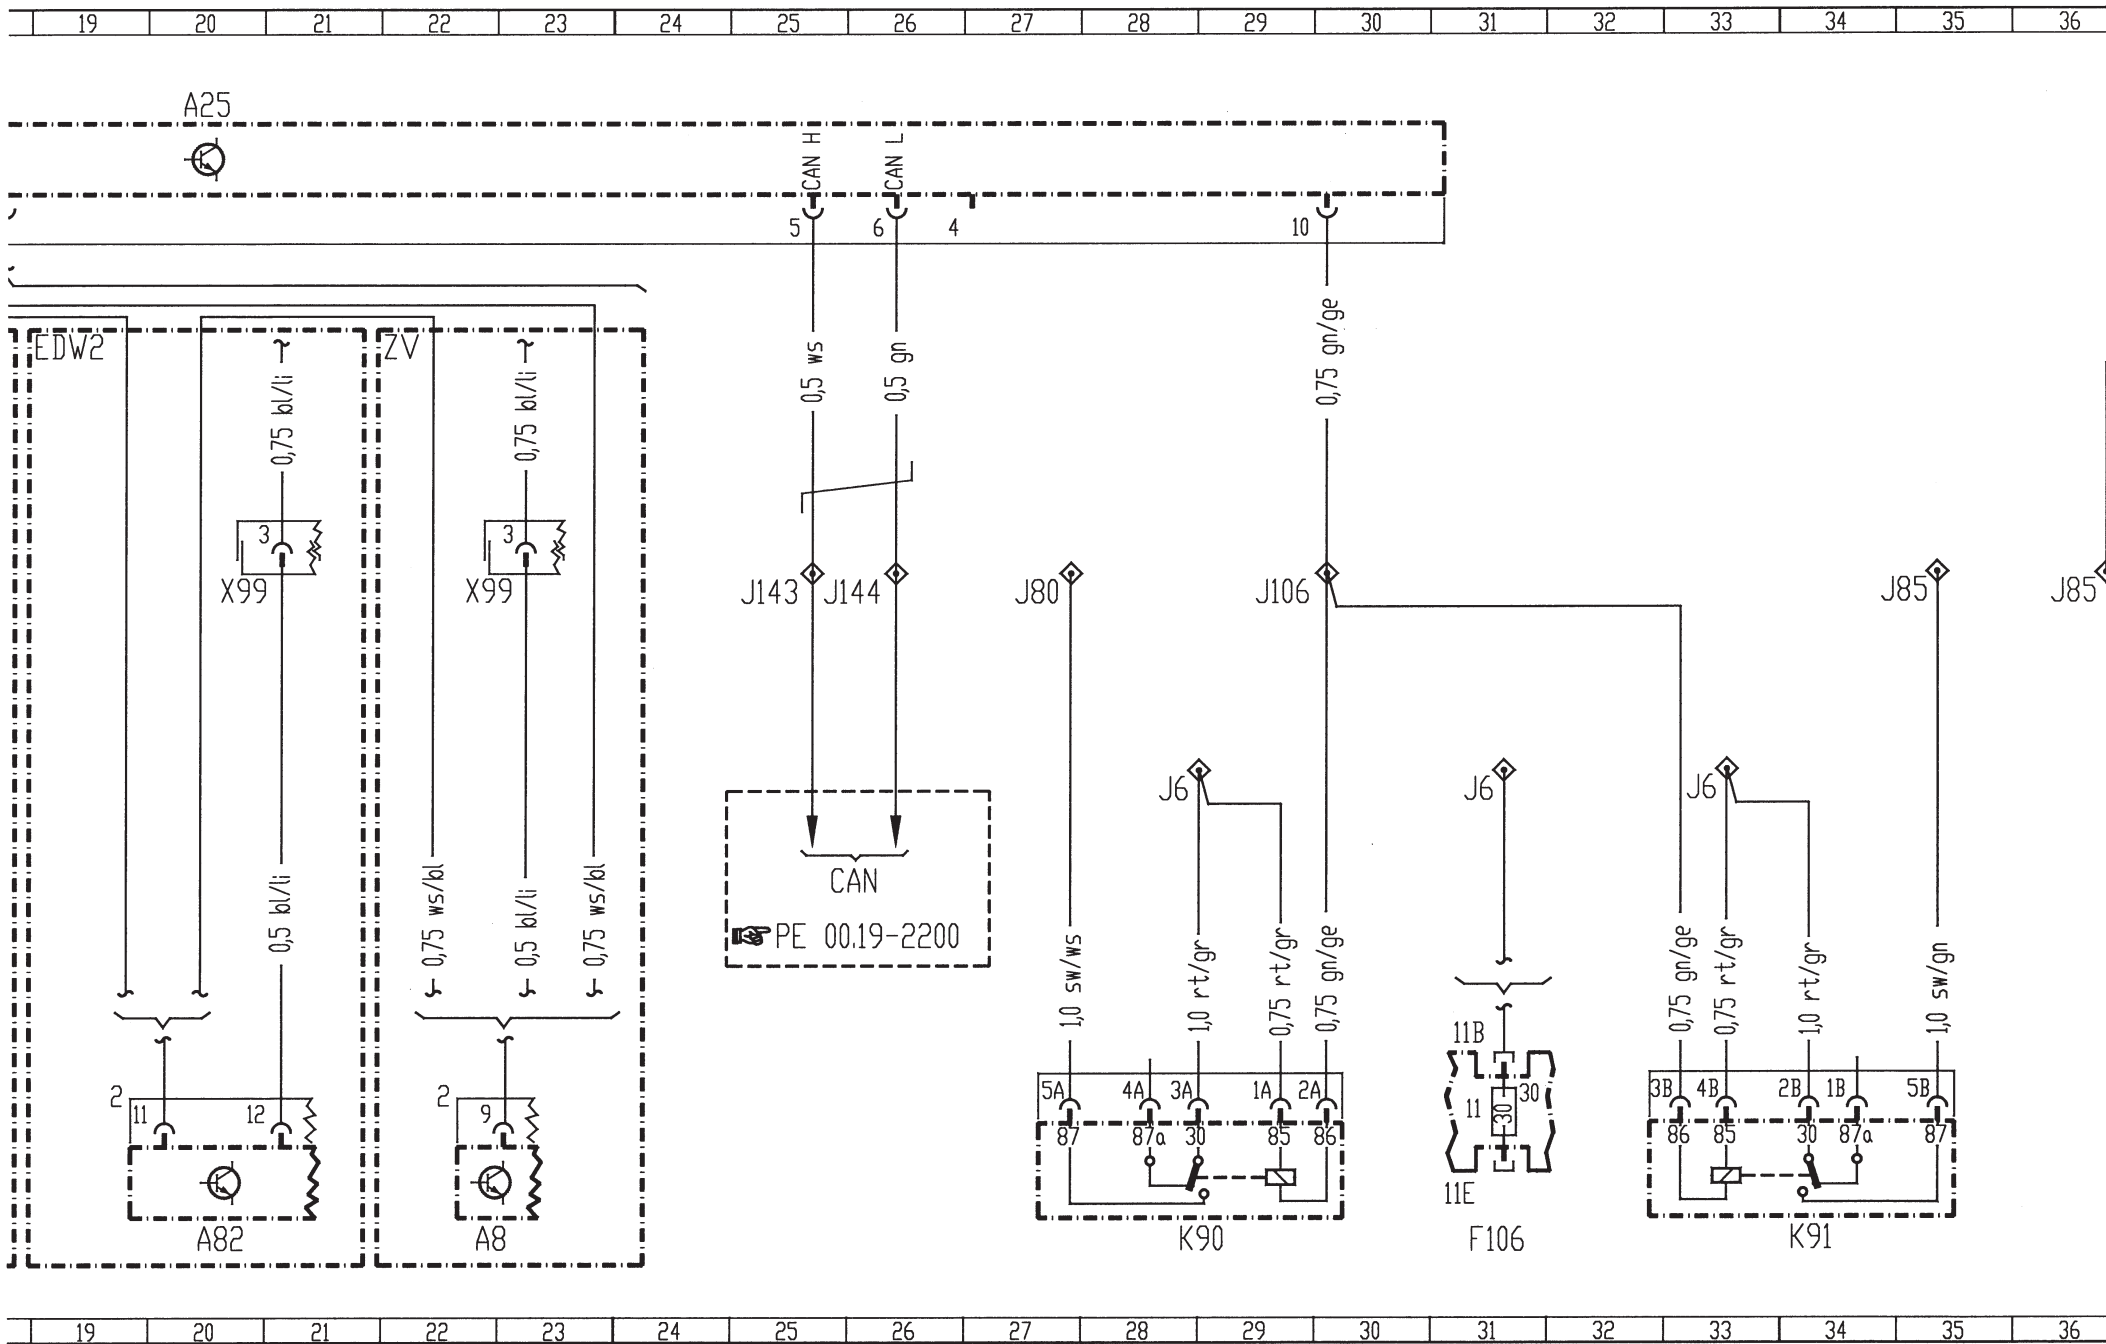 19 20 21 22 23 24 25 26 27 28 29 30 31 32 33 34 35 36
A25
CAN H
CAN L
5 6 4 10
EDW2
ZV
0,75 bl/li
0,75 bl/li
0,5 ws
0,5 gn
0,75 gn/ge
3
X99
3
X99
J143 J144 J80 J106 J85 J85
J6 J6 J6
0,5 bl/li
0,75 ws/bl
0,5 bl/li
0,75 ws/bl
CAN
PE 00.19-2200
1,0 sw/ws
1,0 rt/gr
0,75 rt/gr
0,75 gn/ge
0,75 gn/ge
0,75 rt/gr
1,0 rt/gr
1,0 sw/gn
2
11 12
2
9
11B
5A 4A 3A 1A 2A
87 87a 30 85 86
11 30 30
3B 4B 2B 1B 5B
86 85 30 87a 87
11E
A82 A8 K90 F106 K91
19 20 21 22 23 24 25 26 27 28 29 30 31 32 33 34 35 36